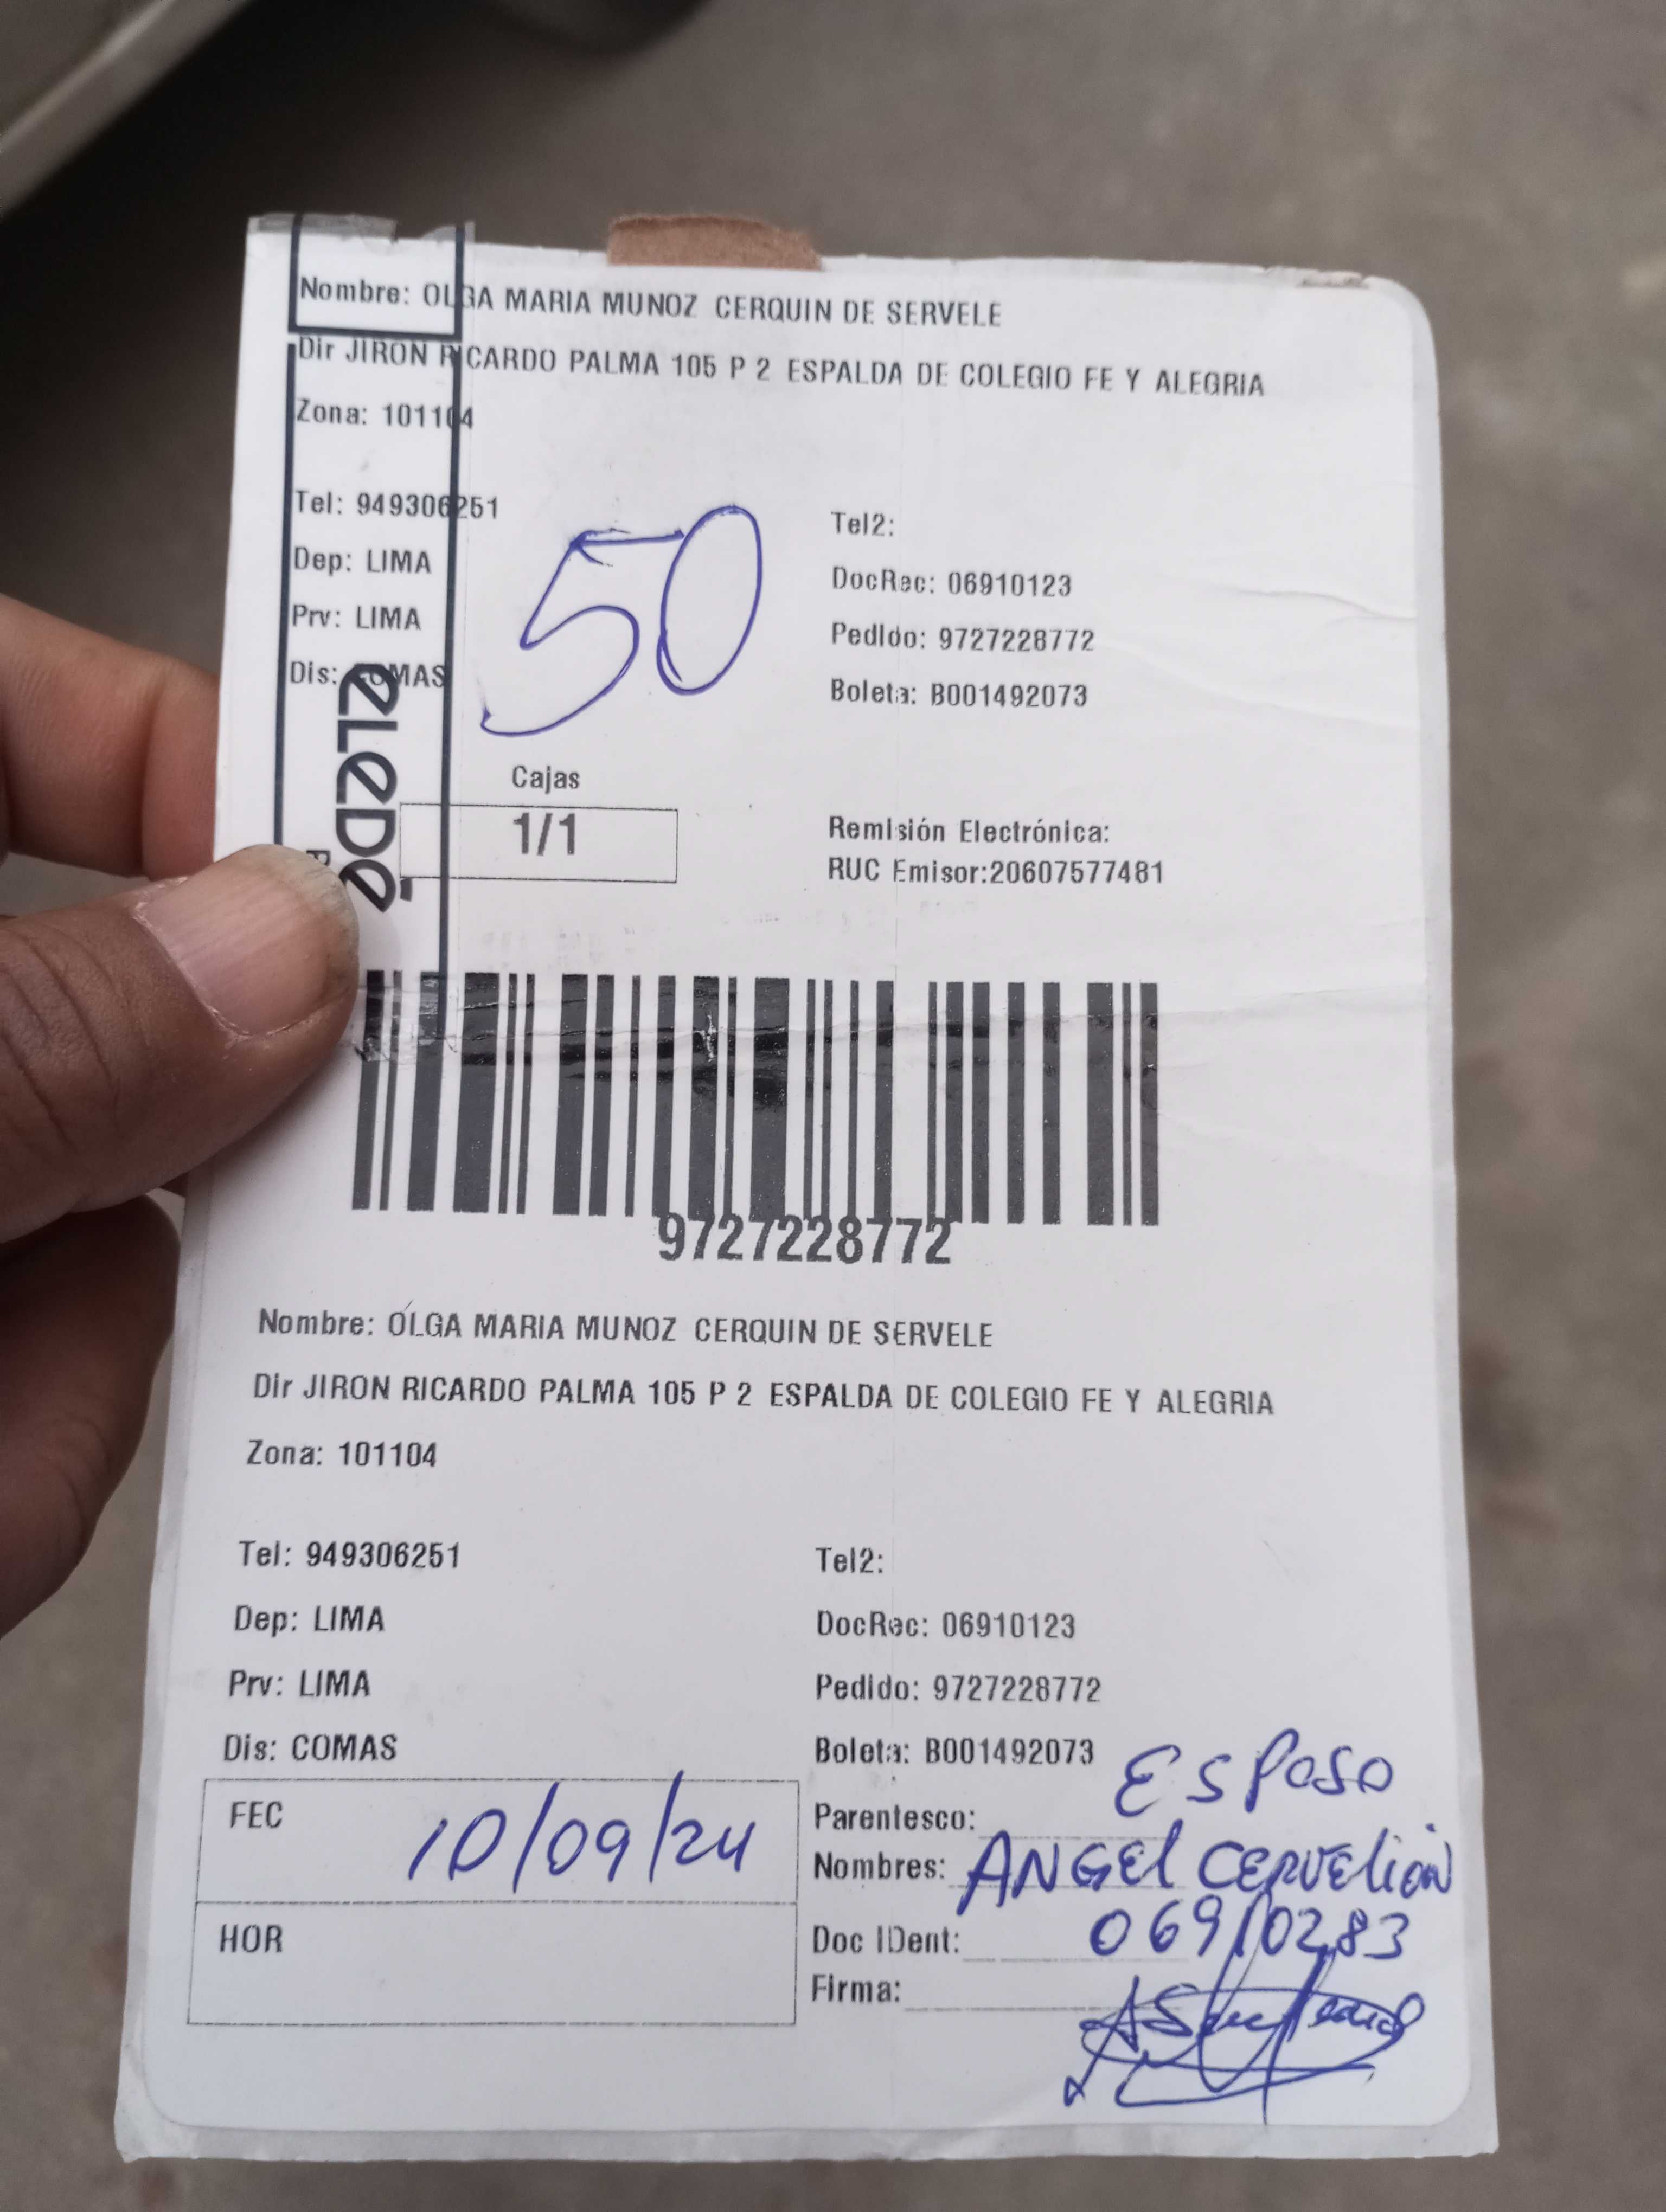 Nombre: OLGA MARIA MUNOZ CERQUIN DE SERVELE
Dir JIRON RICARDO PALMA 105 P 2 ESPALDA DE COLEGIO FE Y ALEGRIA
Zona: 101104
Tel: 949306251
Tel2:
Dep: LIMA
DocRec: 06910123
Prv: LIMA
Pedido: 9727228772
Dis: COMAS
Boleta: B001492073
50
eLeDé
Cajas
1/1
Remisión Electrónica:
RUC Emisor:20607577481
9727228772
Nombre: OLGA MARIA MUNOZ CERQUIN DE SERVELE
Dir JIRON RICARDO PALMA 105 P 2 ESPALDA DE COLEGIO FE Y ALEGRIA
Zona: 101104
Tel: 949306251
Tel2:
Dep: LIMA
DocRec: 06910123
Prv: LIMA
Pedido: 9727228772
Dis: COMAS
Boleta: B001492073
FEC 10/09/24
HOR
Parentesco: Esposo
Nombres: ANGEL CERVELión
Doc IDent: 06910283
Firma: